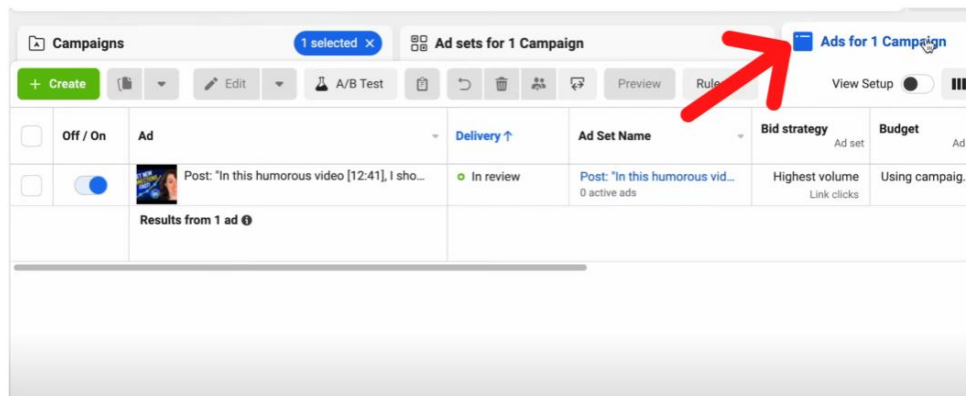 Campaigns
1 selected ×
Ad sets for 1 Campaign
Ads for 1 Campaign
+ Create
Edit
A/B Test
Preview
View Setup
Off / On
Ad
Delivery ↑
Ad Set Name
Bid strategy
Ad set
Budget
Ad
Post: "In this humorous video [12:41], I sho...
In review
Post: "In this humorous vid...
0 active ads
Highest volume
Link clicks
Using campaig.
Results from 1 ad